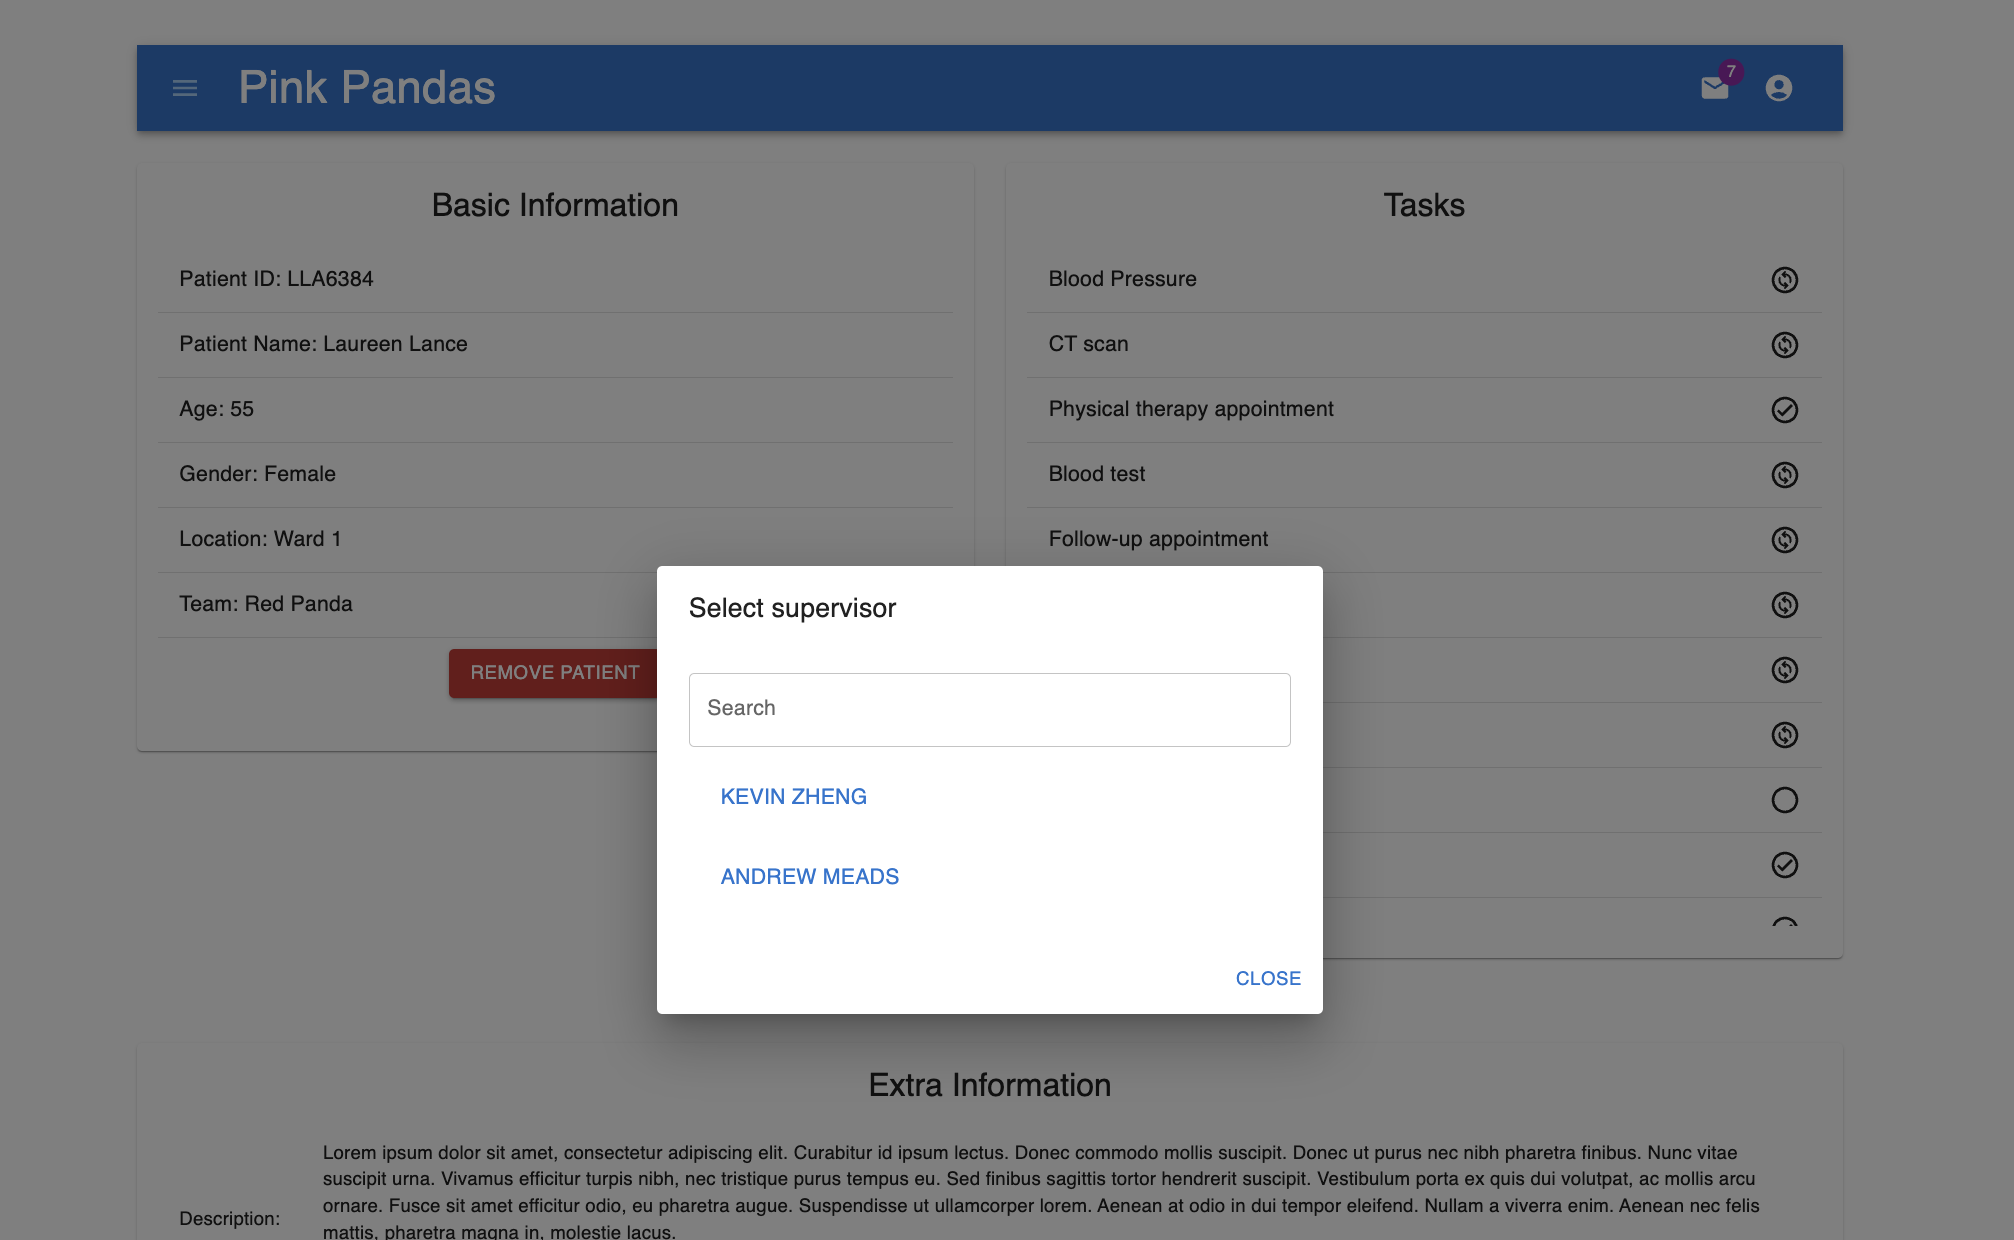 Pink Pandas
7
Basic Information
Patient ID: LLA6384
Patient Name: Laureen Lance
Age: 55
Gender: Female
Location: Ward 1
Team: Red Panda
REMOVE PATIENT
Tasks
Blood Pressure
CT scan
Physical therapy appointment
Blood test
Follow-up appointment
Select supervisor
Search
KEVIN ZHENG
ANDREW MEADS
CLOSE
Extra Information
Description:
Lorem ipsum dolor sit amet, consectetur adipiscing elit. Curabitur id ipsum lectus. Donec commodo mollis suscipit. Donec ut purus nec nibh pharetra finibus. Nunc vitae
suscipit urna. Vivamus efficitur turpis nibh, nec tristique purus tempus eu. Sed finibus sagittis tortor hendrerit suscipit. Vestibulum porta ex quis dui volutpat, ac mollis arcu
ornare. Fusce sit amet efficitur odio, eu pharetra augue. Suspendisse ut ullamcorper lorem. Aenean at odio in dui tempor eleifend. Nullam a viverra enim. Aenean nec felis
mattis, pharetra magna in, molestie lacus.